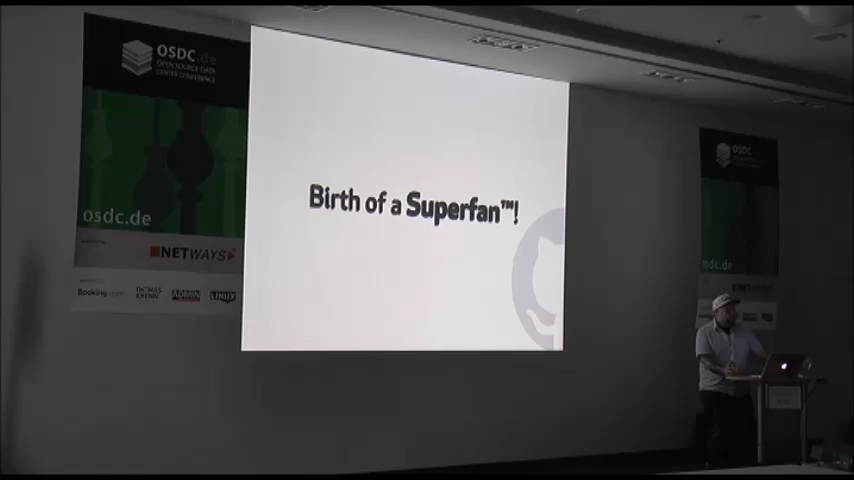 OSDC.de
OPEN SOURCE DATA
CENTER CONFERENCE
osdc.de
NETWAYS
Booking.com
THOMAS
KRENN
ADMIN
LINUX
Birth of a Superfan™!
OSDC
osdc.de
NETWAYS